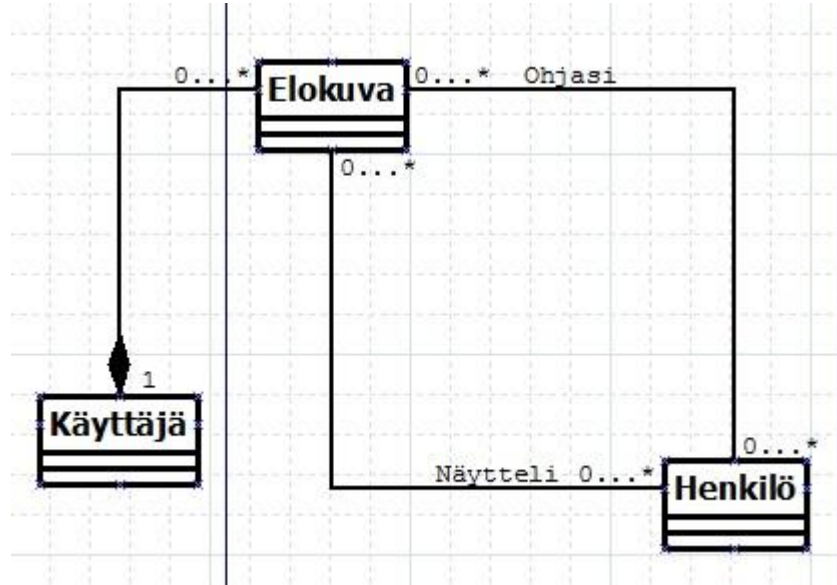 0...*
Elokuva
0...*
Ohjasi
0...*
1
Käyttäjä
0...*
Näytteli
0...*
Henkilö